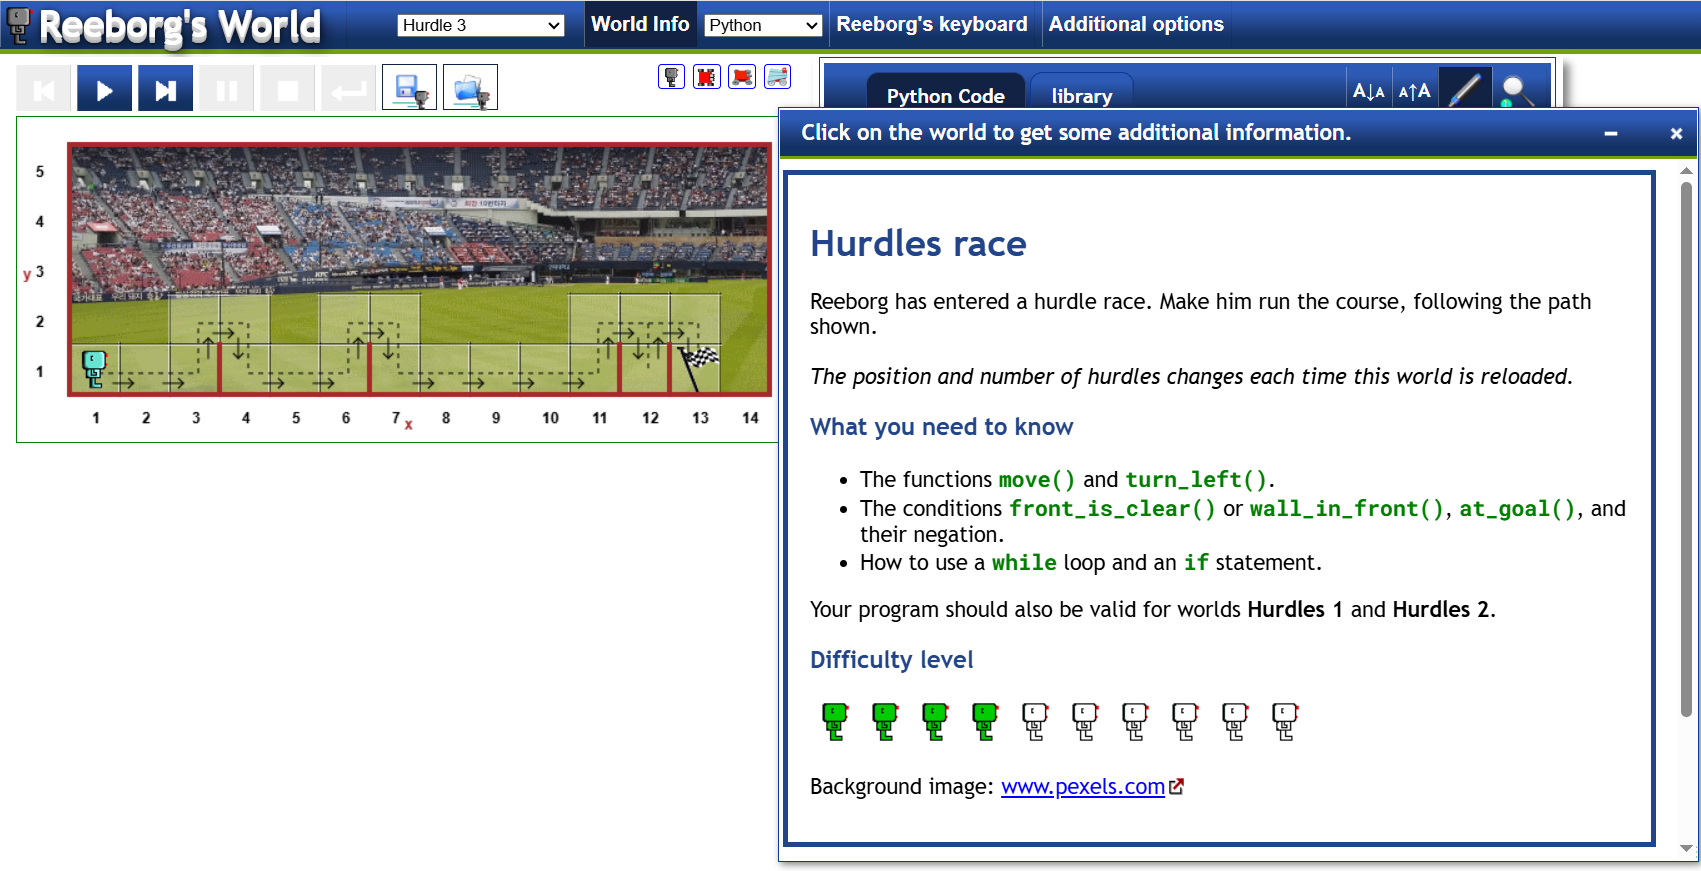 Reeborg's World
Hurdle 3
World Info
Python
Reeborg's keyboard
Additional options
Python Code
library
A↓A
A↑A
Click on the world to get some additional information.
5
4
y 3
2
1
1 2 3 4 5 6 7 x 8 9 10 11 12 13 14
Hurdles race
Reeborg has entered a hurdle race. Make him run the course, following the path
shown.
The position and number of hurdles changes each time this world is reloaded.
What you need to know
• The functions move() and turn_left().
• The conditions front_is_clear() or wall_in_front(), at_goal(), and
their negation.
• How to use a while loop and an if statement.
Your program should also be valid for worlds Hurdles 1 and Hurdles 2.
Difficulty level
Background image: www.pexels.com